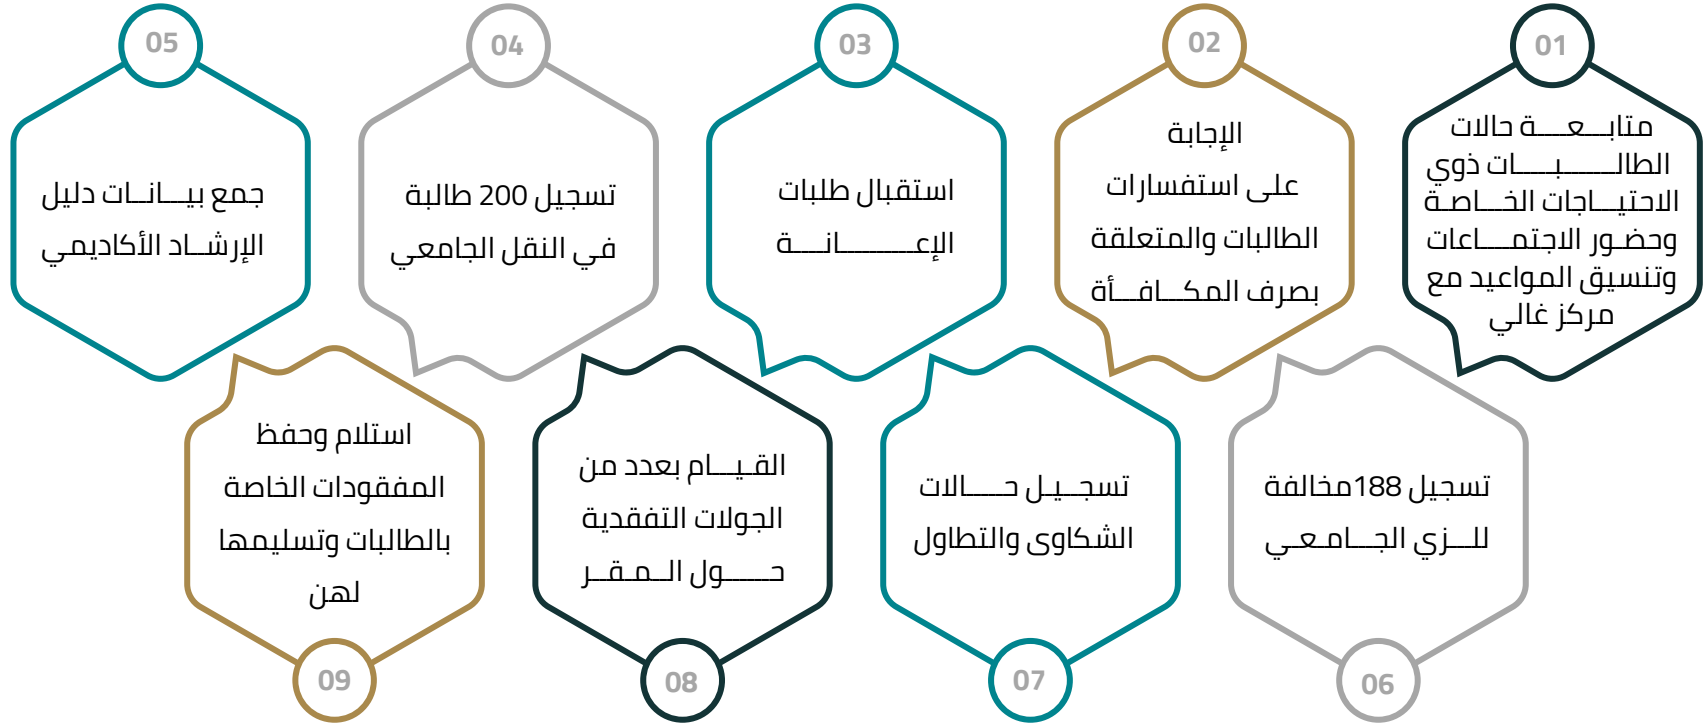 01
متابعة حالات
الطالبات ذوي
الاحتياجات الخاصة
وحضور الاجتماعات
وتنسيق المواعيد مع
مركز غالي
02
الإجابة
على استفسارات
الطالبات والمتعلقة
بصرف المكافأة
03
استقبال طلبات
الإعانة
04
تسجيل 200 طالبة
في النقل الجامعي
05
جمع بيانات دليل
الإرشاد الأكاديمي
06
تسجيل 188مخالفة
للزي الجامعي
07
تسجيل حالات
الشكاوى والتطاول
08
القيام بعدد من
الجولات التفقدية
حول المقر
09
استلام وحفظ
المفقودات الخاصة
بالطالبات وتسليمها
لهن